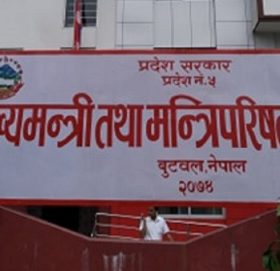 प्रदेश सरकार
प्रदेश नं. ५
ख्यमन्त्री तथा मन्त्रिपरिष
बुटवल, नेपाल
२०७४